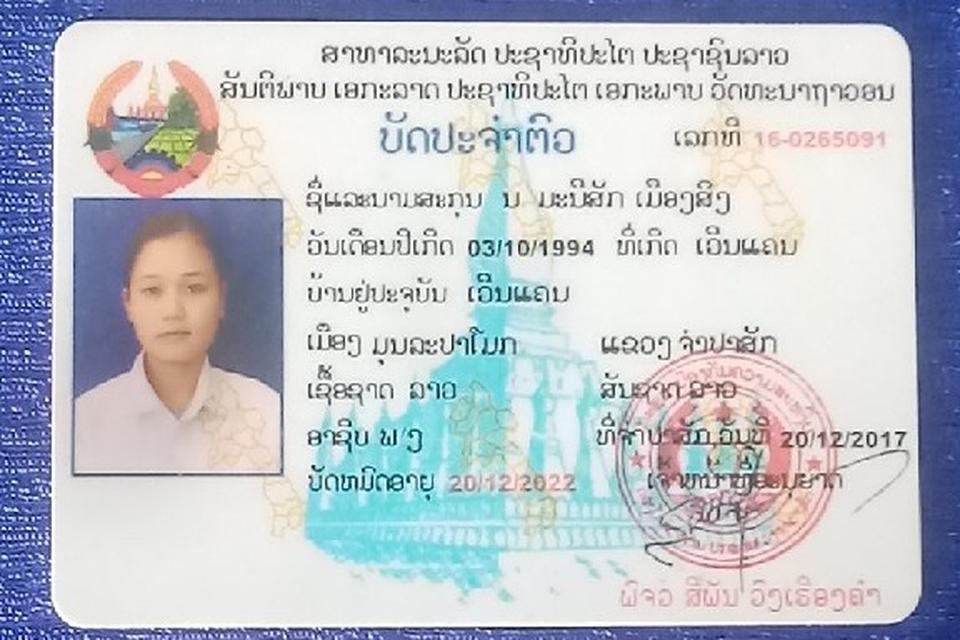 ສາທາລະນະລັດ ປະຊາທິປະໄຕ ປະຊາຊົນລາວ
ສັນຕິພາບ ເອກະລາດ ປະຊາທິປະໄຕ ເອກະພາບ ວັດທະນາຖາວອນ
ບັດປະຈຳຕົວ ເລກທີ 16-0265091
ຊື່ແລະນາມສະກຸນ ນ ມະນີສັກ ເມືອງສິງ
ວັນເດືອນປີເກີດ 03/10/1994 ທີ່ເກີດ ເວິນແຄນ
ບ້ານຢູ່ປະຈຸບັນ ເວິນແຄນ
ເມືອງ ມຸນລະປາໂມກ ແຂວງ ຈຳປາສັກ
ເຊື້ອຊາດ ລາວ ສັນຊາດ ລາວ
ອາຊີບ ພ/ງ ທີ່ຈຳປາສັກ,ວັນທີ 20/12/2017
ບັດຫມົດອາຍຸ 20/12/2022 ເຈົ້າຫນ້າທີ່ອະນຸຍາດ
ພິຈວ ສີພັນ ວົງເຮືອງຄຳ